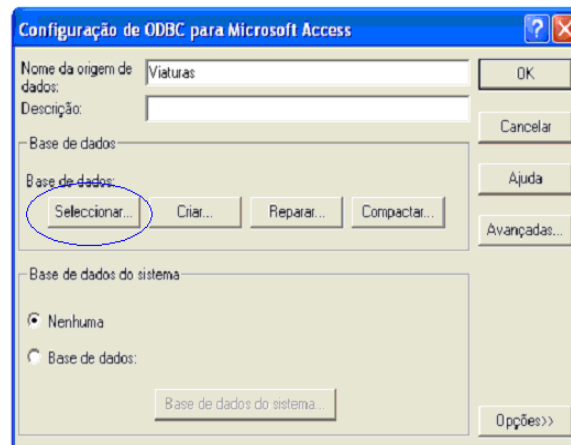 Configuração de ODBC para Microsoft Access
Nome da origem de
dados:
Viaturas
OK
Descrição:
Cancelar
Base de dados
Base de dados:
Ajuda
Seleccionar...
Criar...
Reparar...
Compactar...
Avançadas...
Base de dados do sistema
Nenhuma
Base de dados:
Base de dados do sistema...
Opções>>